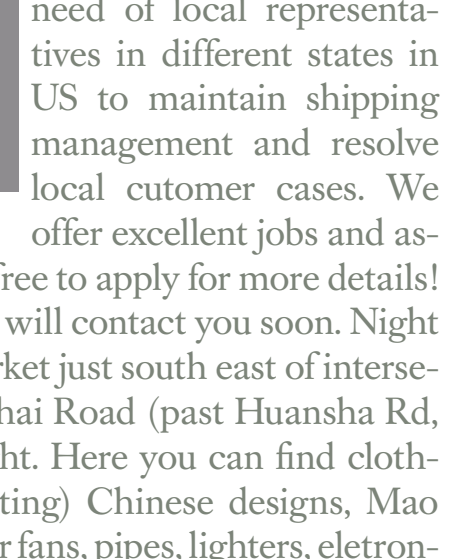 need of local representa-
tives in different states in
US to maintain shipping
management and resolve
local cutomer cases. We
offer excellent jobs and as-
free to apply for more details!
will contact you soon. Night
ket just south east of interse-
hai Road (past Huansha Rd,
ht. Here you can find cloth-
ting) Chinese designs, Mao
r fans, pipes, lighters, eletron-